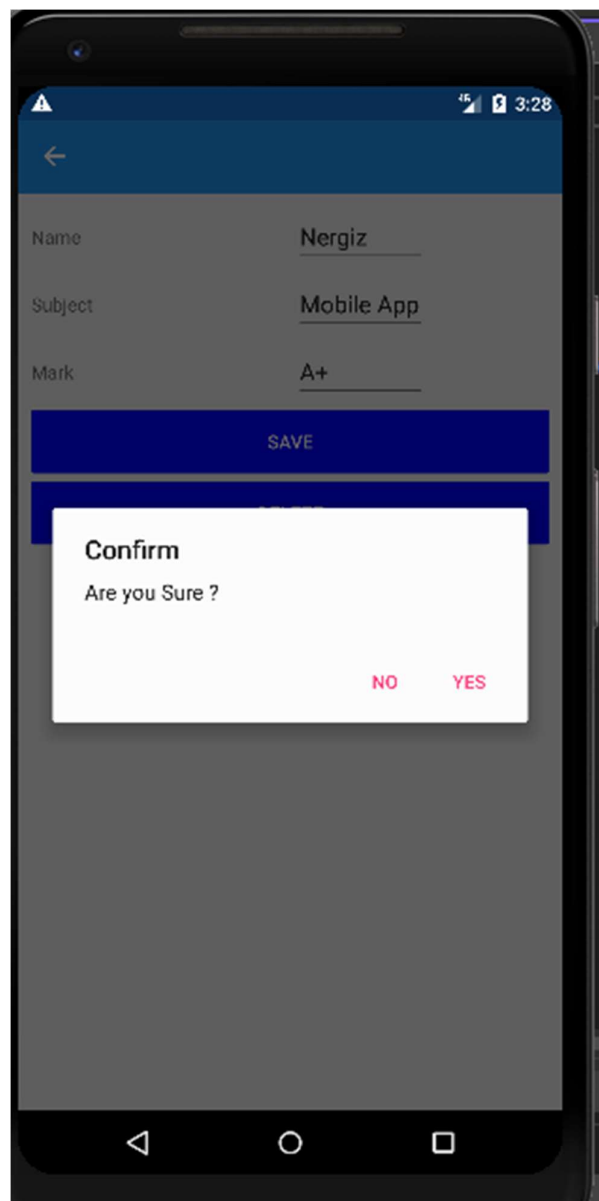 3:28
Name Nergiz
Subject Mobile App
Mark A+
SAVE
Confirm
Are you Sure ?
NO YES